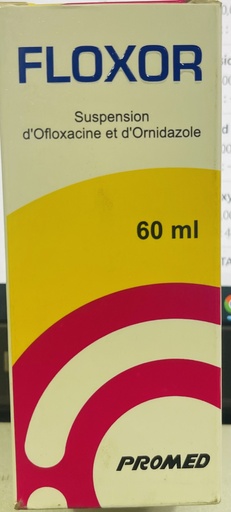 FLOXOR
Suspension
d'Ofloxacine et d'Ornidazole
60 ml
PROMED